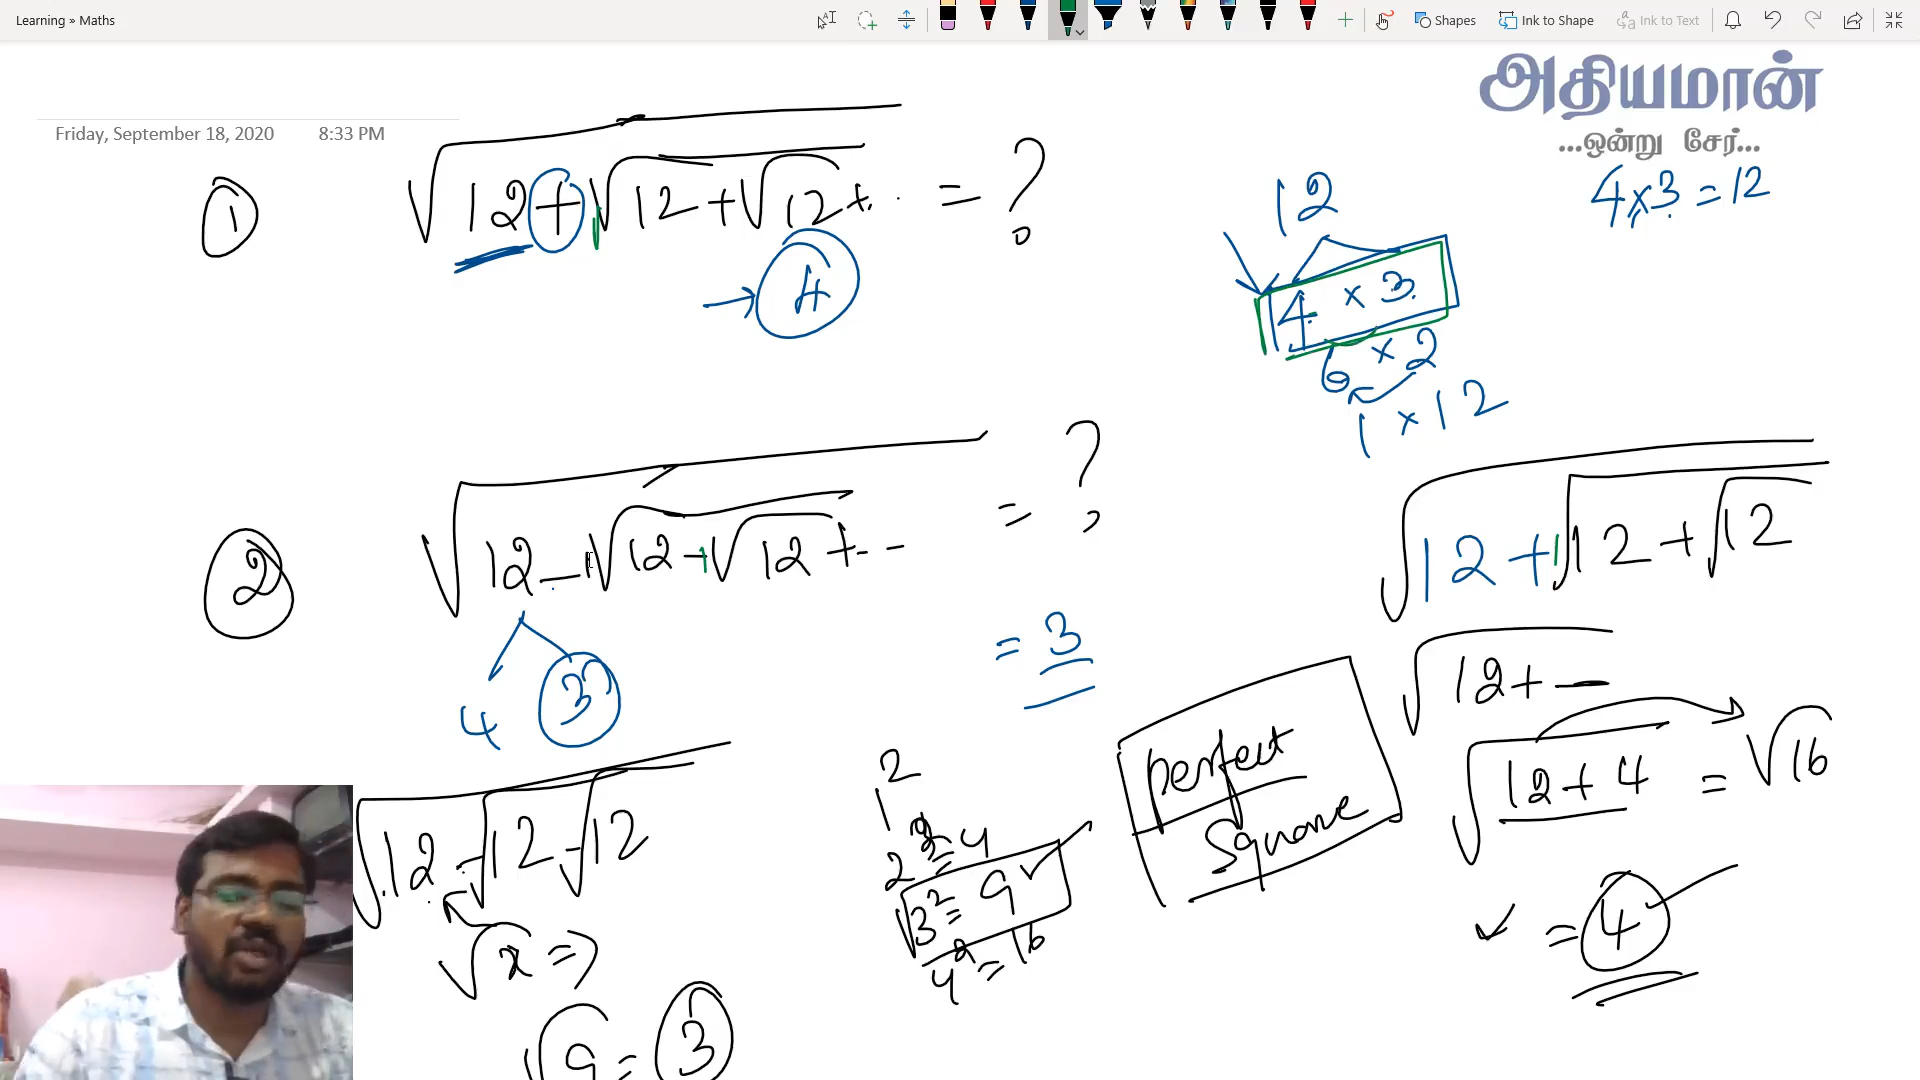 Learning » Maths
Shapes
Ink to Shape
Ink to Text
அதியமான்
...ஒன்று சேர்...
Friday, September 18, 2020 8:33 PM
① √12+√12+√12+.. = ?
4
12
4 × 3
6 × 2
1 × 12
4×3 = 12
② √12-√12-√12+-- = ?
4 3
= 3
√12-√12-√12
√x ⇒
√9 = 3
1²
2² = 4
√3² = 9
4² = 16
perfect
square
√12+√12+√12
√12+—
√12+4 = √16
= 4